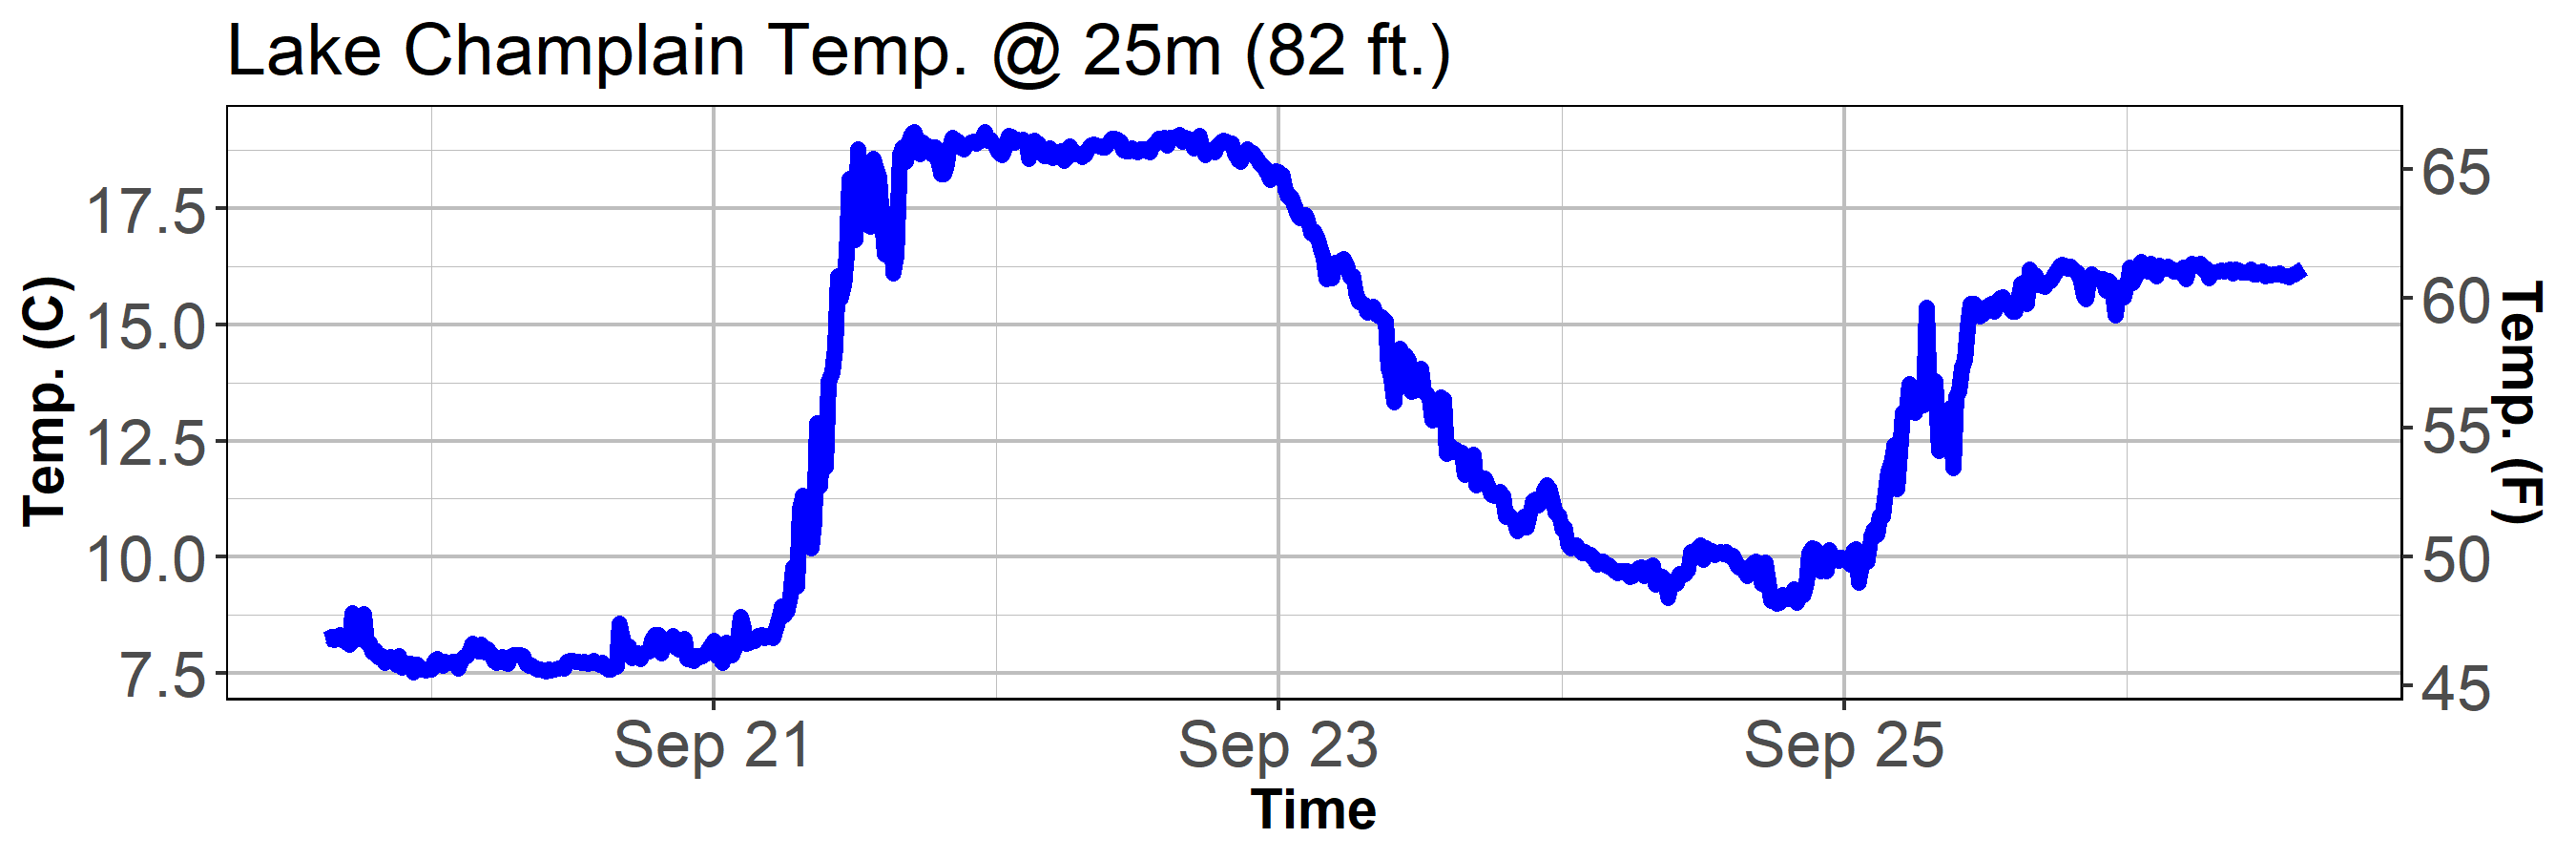 Lake Champlain Temp. @ 25m (82 ft.)
Temp. (C)
17.5
15.0
12.5
10.0
7.5
65
60
55
50
45
Temp. (F)
Sep 21
Sep 23
Sep 25
Time